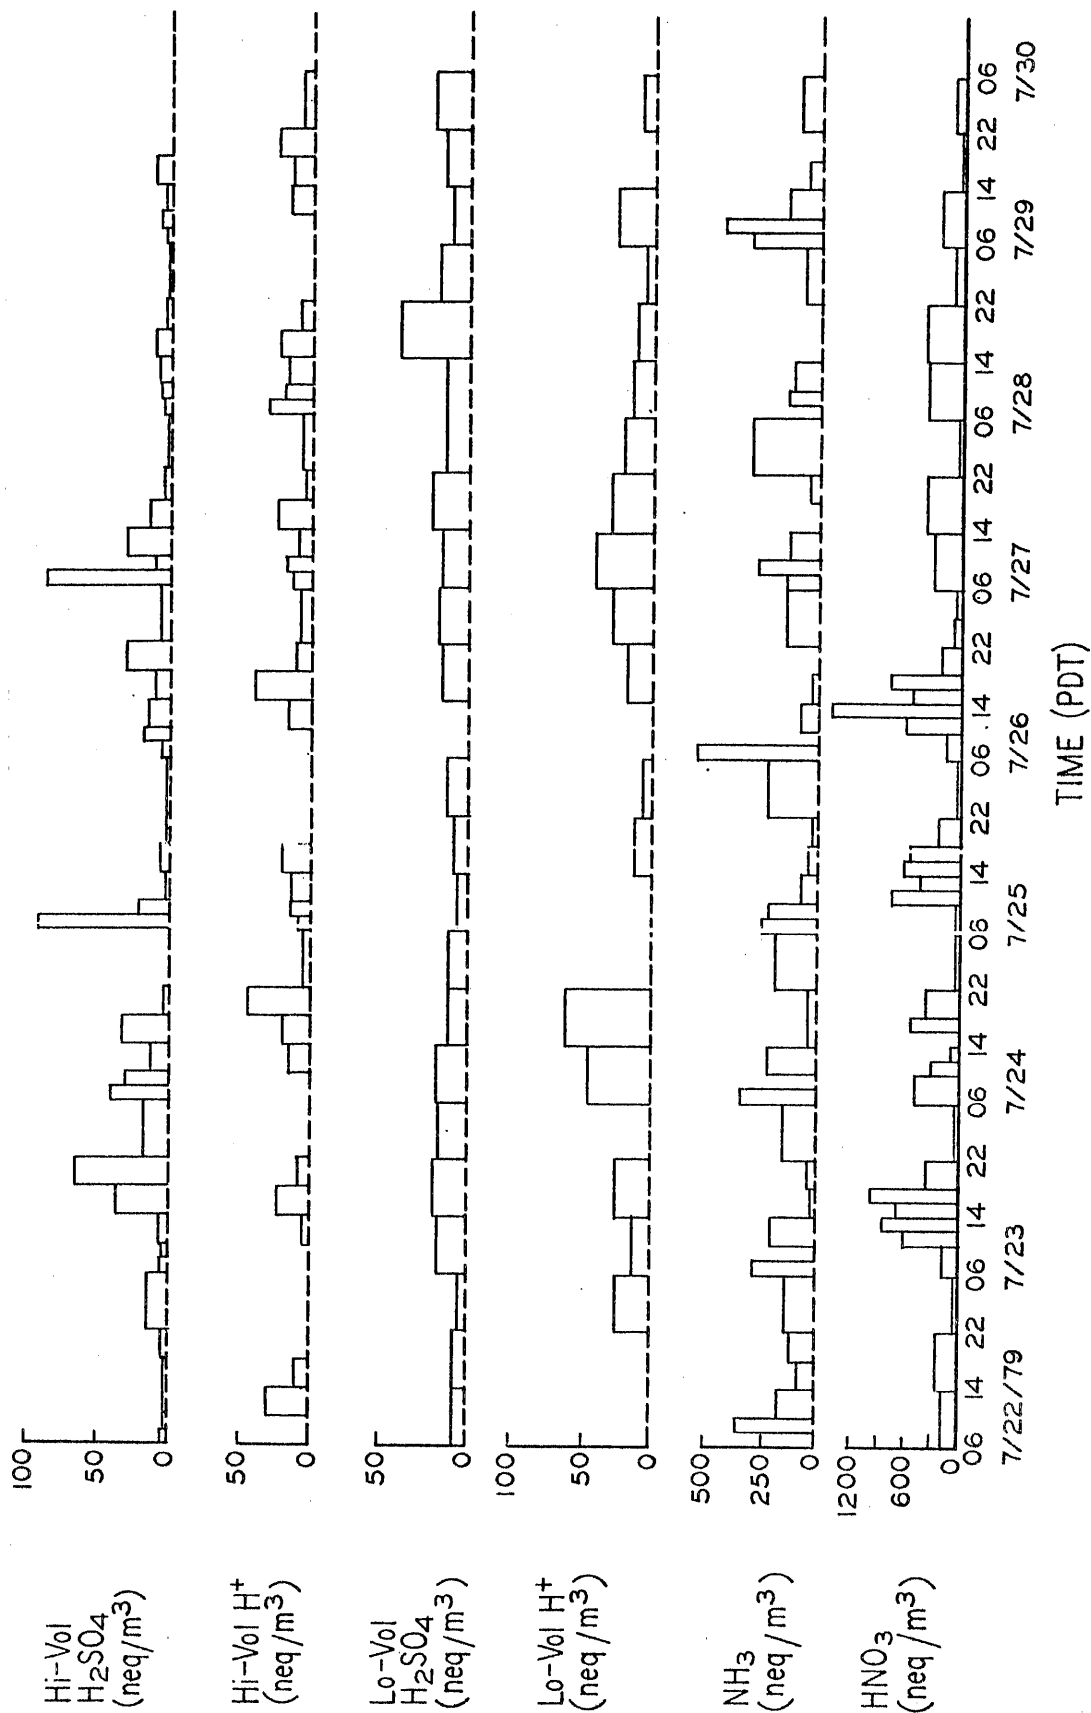 Hi-Vol
H₂SO₄
(neq/m³)
100
50
0
Hi-Vol H⁺
(neq/m³)
50
0
Lo-Vol
H₂SO₄
(neq/m³)
50
0
Lo-Vol H⁺
(neq/m³)
100
50
0
NH₃
(neq/m³)
500
250
0
HNO₃
(neq/m³)
1200
600
0
06 14 22 06 14 22 06 14 22 06 14 22 06 14 22 06 14 22 06 14 22 06 14 22 06
7/22/79 7/23 7/24 7/25 7/26 7/27 7/28 7/29 7/30
TIME (PDT)